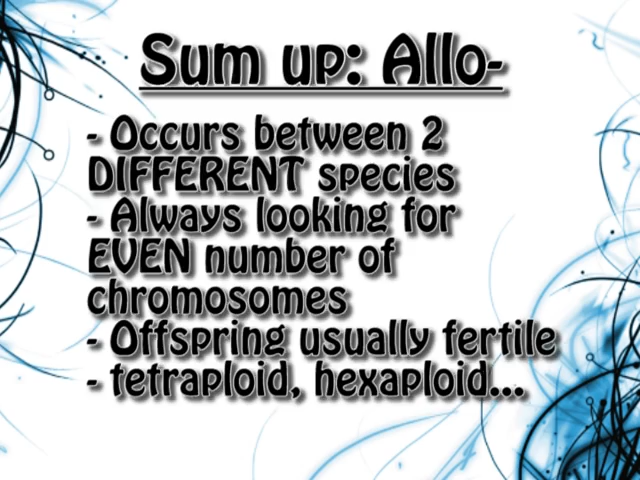 Sum up: Allo-
- Occurs between 2
DIFFERENT species
- Always looking for
EVEN number of
chromosomes
- Offspring usually fertile
- tetraploid, hexaploid...